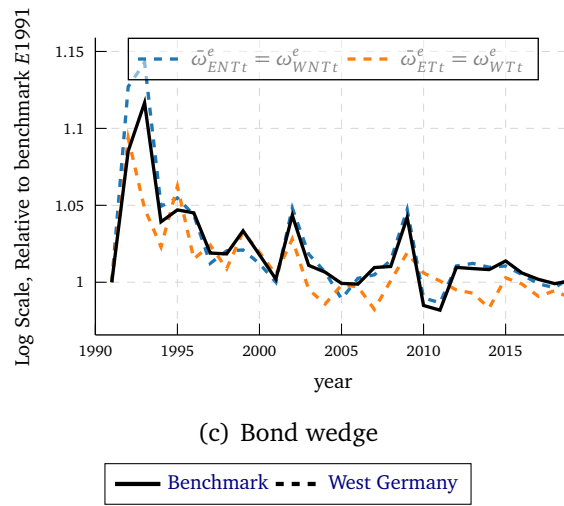 Log Scale, Relative to benchmark E1991
1.15
1.1
1.05
1
ω̄ᵉ_ENTt = ωᵉ_WNTt ω̄ᵉ_ETt = ωᵉ_WTt
1990 1995 2000 2005 2010 2015
year
(c) Bond wedge
Benchmark West Germany